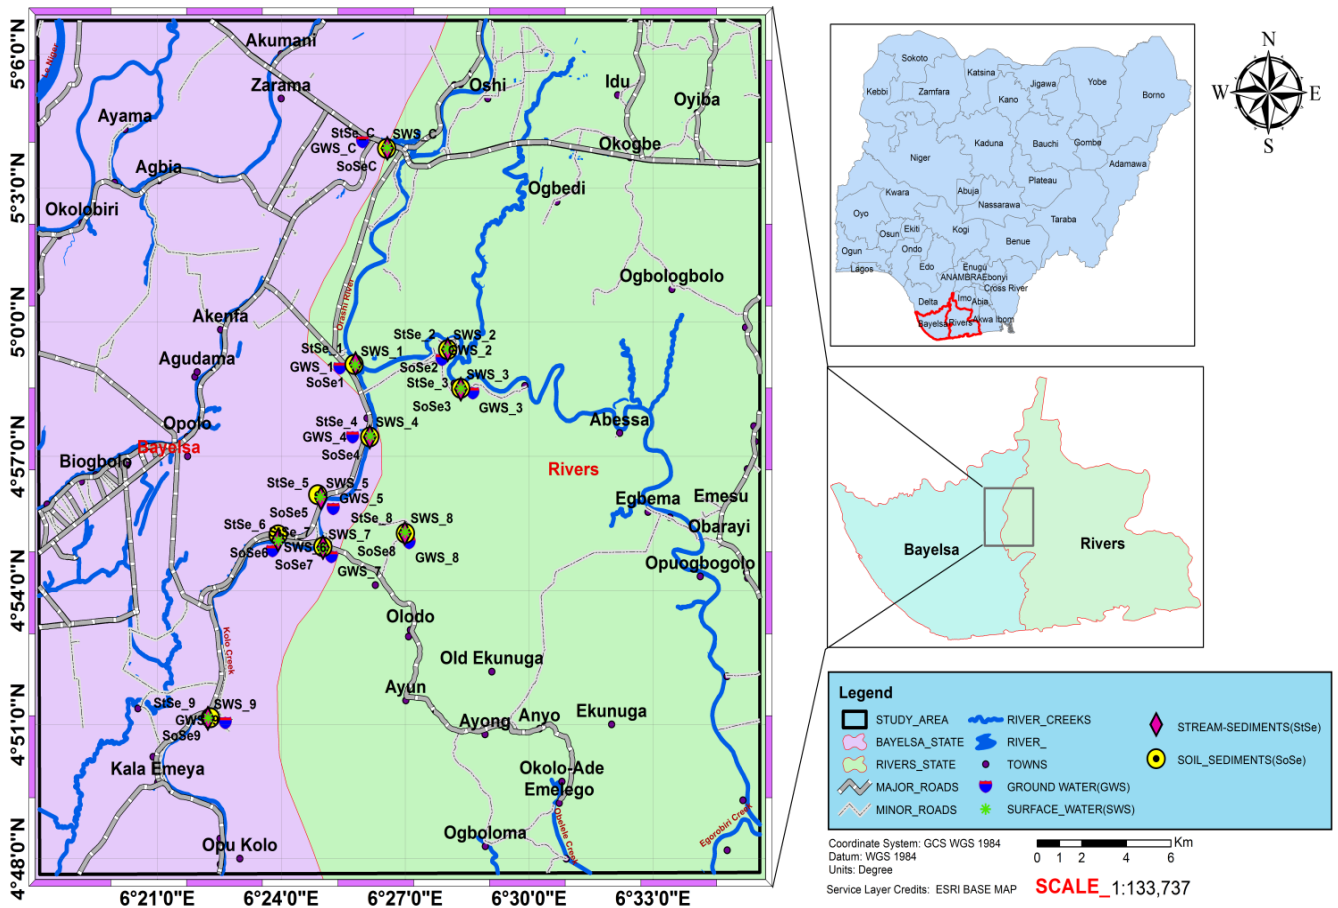 Akumani
Zarama
Ayama
Agbia
Okolobiri
Le Niger
Oshi
Idu
Oyiba
Okogbe
Ogbedi
Ogbologbolo
StSe_C
SWS_C
GWS_C
SoSeC
Orashi River
Akenfa
Agudama
Opolo
Bayelsa
Biogbolo
StSe_1
SWS_1
GWS_1
SoSe1
StSe_2
SWS_2
GWS_2
SoSe2
StSe_3
SWS_3
SoSe3
GWS_3
StSe_4
SWS_4
GWS_4
SoSe4
Abessa
Rivers
StSe_5
SWS_5
GWS_5
SoSe5
StSe_6
SoSe6
SWS_7
SoSe7
GWS_7
StSe_8
SWS_8
SoSe8
GWS_8
Egbema
Emesu
Obarayi
Opuogbogolo
Kolo Creek
Olodo
Old Ekunuga
Ayun
Ayong
Anyo
Ekunuga
StSe_9
SWS_9
GWS_9
SoSe9
Kala Emeya
Okolo-Ade
Emelego
Opu Kolo
Ogboloma
Obelele Creek
Egorobiri Creek
5°6'0"N
5°3'0"N
5°0'0"N
4°57'0"N
4°54'0"N
4°51'0"N
4°48'0"N
6°21'0"E
6°24'0"E
6°27'0"E
6°30'0"E
6°33'0"E
Sokoto
Katsina
Jigawa
Yobe
Borno
Kebbi
Zamfara
Kano
Niger
Kaduna
Bauchi
Gombe
Adamawa
Kwara
Abuja
Plateau
Nassarawa
Taraba
Oyo
Osun
Ekiti
Kogi
Benue
Ogun
Ondo
Lagos
Edo
Enugu
ANAMBRA
Ebonyi
Cross River
Delta
Imo
Abia
Bayelsa
Rivers
Akwa Ibom
N
W
E
S
Bayelsa
Rivers
Legend
STUDY_AREA
BAYELSA_STATE
RIVERS_STATE
MAJOR_ROADS
MINOR_ROADS
RIVER_CREEKS
RIVER_
TOWNS
GROUND WATER(GWS)
SURFACE_WATER(SWS)
STREAM-SEDIMENTS(StSe)
SOIL_SEDIMENTS(SoSe)
Coordinate System: GCS WGS 1984
Datum: WGS 1984
Units: Degree
Service Layer Credits: ESRI BASE MAP
Km
0 1 2 4 6
SCALE_1:133,737